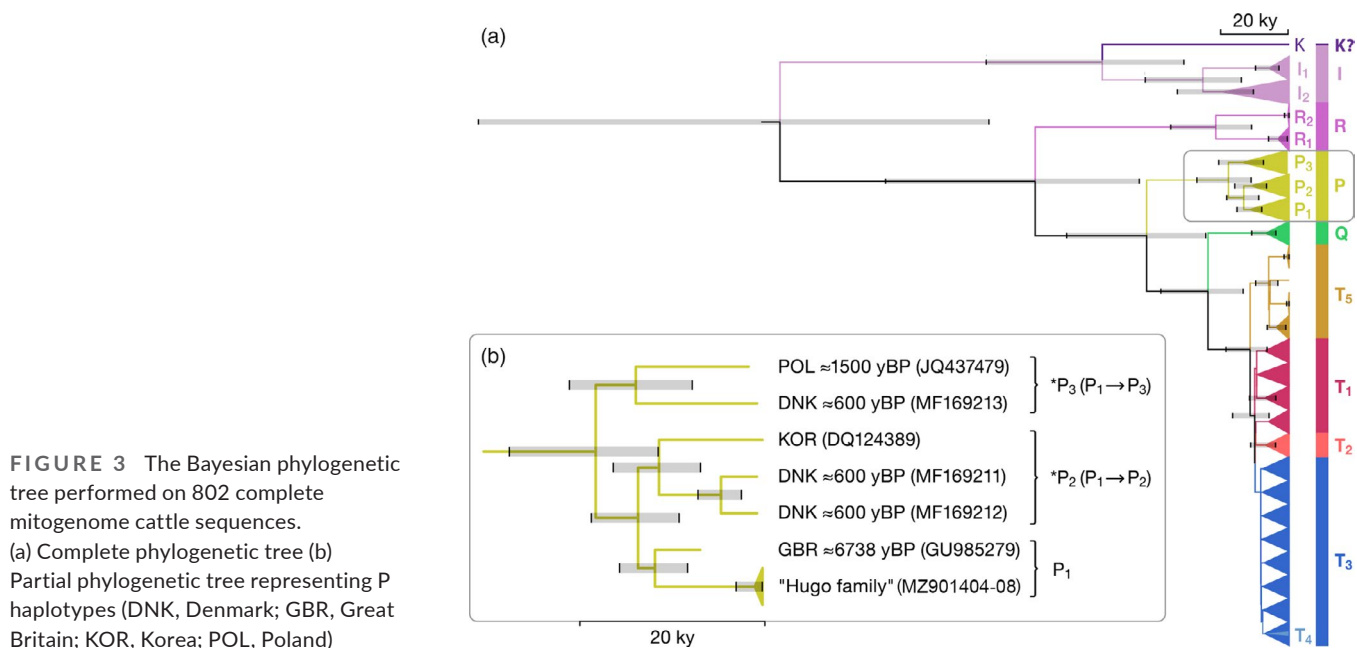 (a)
20 ky
K K?
I₁
I
I₂
R₂
R
R₁
P₃
P₂ P
P₁
Q
T₅
T₁
T₂
T₃
T₄
(b)
POL ≈1500 yBP (JQ437479)
*P₃ (P₁→P₃)
DNK ≈600 yBP (MF169213)
KOR (DQ124389)
DNK ≈600 yBP (MF169211)
*P₂ (P₁→P₂)
DNK ≈600 yBP (MF169212)
GBR ≈6738 yBP (GU985279)
P₁
"Hugo family" (MZ901404-08)
20 ky
FIGURE 3 The Bayesian phylogenetic
tree performed on 802 complete
mitogenome cattle sequences.
(a) Complete phylogenetic tree (b)
Partial phylogenetic tree representing P
haplotypes (DNK, Denmark; GBR, Great
Britain; KOR, Korea; POL, Poland)